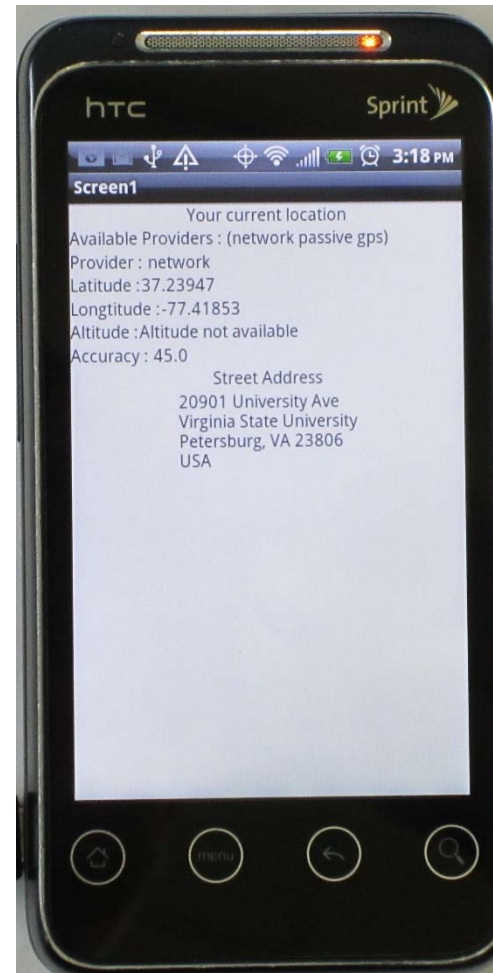 hTC Sprint
3:18 PM
Screen1
Your current location
Available Providers : (network passive gps)
Provider : network
Latitude :37.23947
Longtitude :-77.41853
Altitude :Altitude not available
Accuracy : 45.0
Street Address
20901 University Ave
Virginia State University
Petersburg, VA 23806
USA
menu